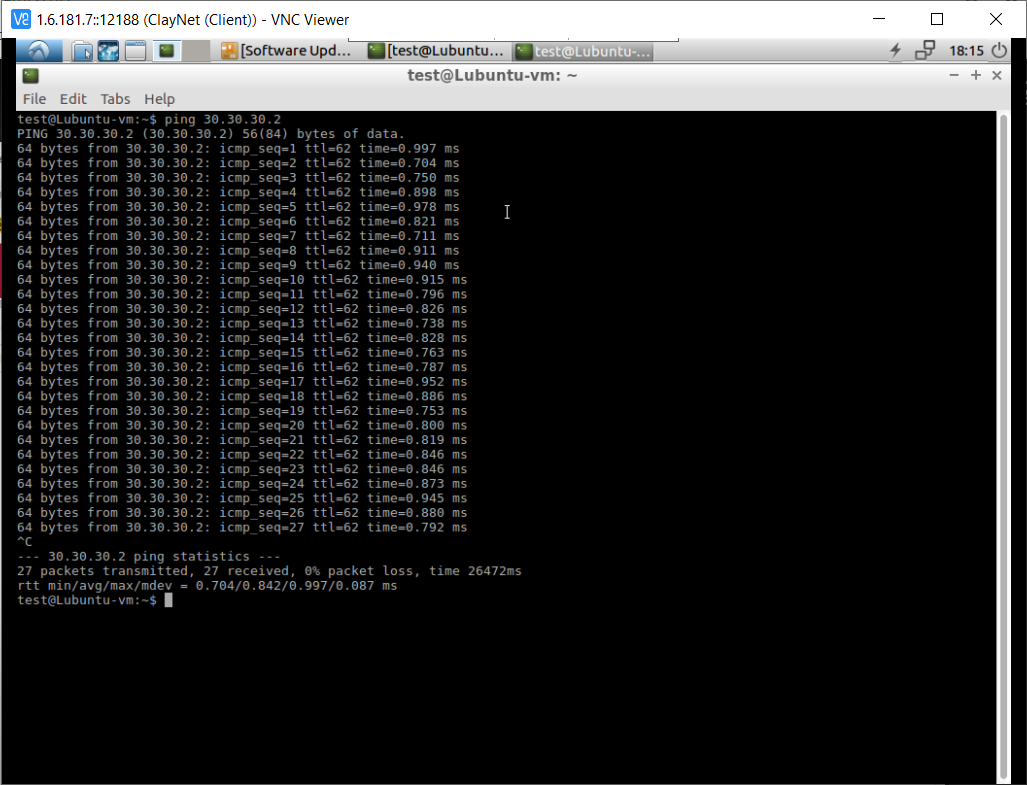 VE 1.6.181.7::12188 (ClayNet (Client)) - VNC Viewer
[Software Upd... [test@Lubuntu... test@Lubuntu-... 18:15
test@Lubuntu-vm: ~
File Edit Tabs Help
test@Lubuntu-vm:~$ ping 30.30.30.2
PING 30.30.30.2 (30.30.30.2) 56(84) bytes of data.
64 bytes from 30.30.30.2: icmp_seq=1 ttl=62 time=0.997 ms
64 bytes from 30.30.30.2: icmp_seq=2 ttl=62 time=0.704 ms
64 bytes from 30.30.30.2: icmp_seq=3 ttl=62 time=0.750 ms
64 bytes from 30.30.30.2: icmp_seq=4 ttl=62 time=0.898 ms
64 bytes from 30.30.30.2: icmp_seq=5 ttl=62 time=0.978 ms
64 bytes from 30.30.30.2: icmp_seq=6 ttl=62 time=0.821 ms
64 bytes from 30.30.30.2: icmp_seq=7 ttl=62 time=0.711 ms
64 bytes from 30.30.30.2: icmp_seq=8 ttl=62 time=0.911 ms
64 bytes from 30.30.30.2: icmp_seq=9 ttl=62 time=0.940 ms
64 bytes from 30.30.30.2: icmp_seq=10 ttl=62 time=0.915 ms
64 bytes from 30.30.30.2: icmp_seq=11 ttl=62 time=0.796 ms
64 bytes from 30.30.30.2: icmp_seq=12 ttl=62 time=0.826 ms
64 bytes from 30.30.30.2: icmp_seq=13 ttl=62 time=0.738 ms
64 bytes from 30.30.30.2: icmp_seq=14 ttl=62 time=0.828 ms
64 bytes from 30.30.30.2: icmp_seq=15 ttl=62 time=0.763 ms
64 bytes from 30.30.30.2: icmp_seq=16 ttl=62 time=0.787 ms
64 bytes from 30.30.30.2: icmp_seq=17 ttl=62 time=0.952 ms
64 bytes from 30.30.30.2: icmp_seq=18 ttl=62 time=0.886 ms
64 bytes from 30.30.30.2: icmp_seq=19 ttl=62 time=0.753 ms
64 bytes from 30.30.30.2: icmp_seq=20 ttl=62 time=0.800 ms
64 bytes from 30.30.30.2: icmp_seq=21 ttl=62 time=0.819 ms
64 bytes from 30.30.30.2: icmp_seq=22 ttl=62 time=0.846 ms
64 bytes from 30.30.30.2: icmp_seq=23 ttl=62 time=0.846 ms
64 bytes from 30.30.30.2: icmp_seq=24 ttl=62 time=0.873 ms
64 bytes from 30.30.30.2: icmp_seq=25 ttl=62 time=0.945 ms
64 bytes from 30.30.30.2: icmp_seq=26 ttl=62 time=0.880 ms
64 bytes from 30.30.30.2: icmp_seq=27 ttl=62 time=0.792 ms
^C
--- 30.30.30.2 ping statistics ---
27 packets transmitted, 27 received, 0% packet loss, time 26472ms
rtt min/avg/max/mdev = 0.704/0.842/0.997/0.087 ms
test@Lubuntu-vm:~$